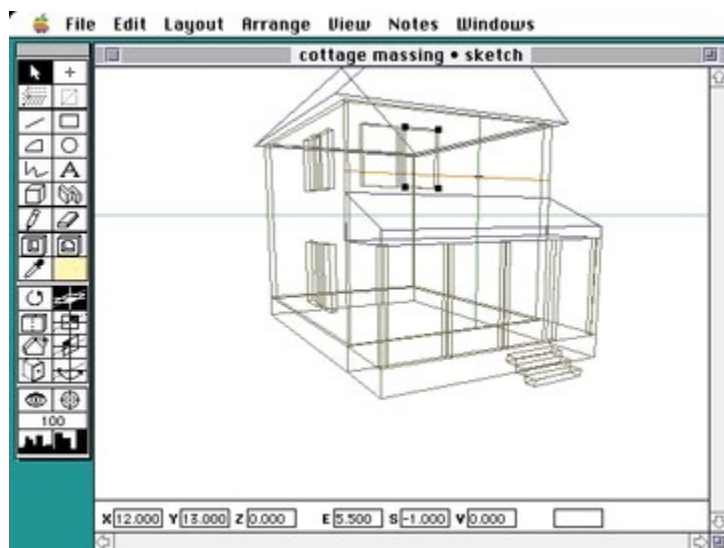 File Edit Layout Arrange View Notes Windows
cottage massing • sketch
A
100
X 12.000 Y 13.000 Z 0.000 E 5.500 S -1.000 V 0.000